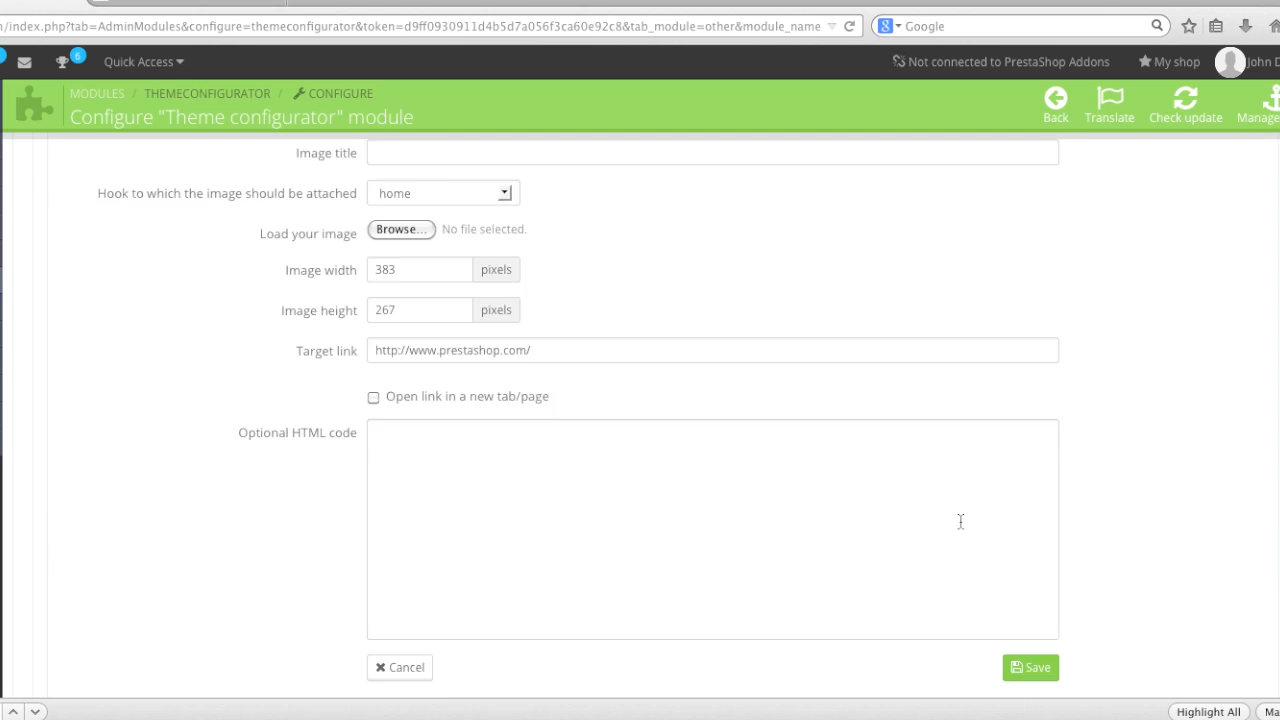 n/index.php?tab=AdminModules&configure=themeconfigurator&token=d9ff0930911d4b5d7a056f3ca60e92c8&tab_module=other&module_name
Google
6
Quick Access
Not connected to PrestaShop Addons
My shop
John D
MODULES / THEMECONFIGURATOR / CONFIGURE
Configure "Theme configurator" module
Back
Translate
Check update
Manage
Image title
Hook to which the image should be attached
home
Load your image
Browse...
No file selected.
Image width
383
pixels
Image height
267
pixels
Target link
http://www.prestashop.com/
Open link in a new tab/page
Optional HTML code
Cancel
Save
Highlight All
Ma